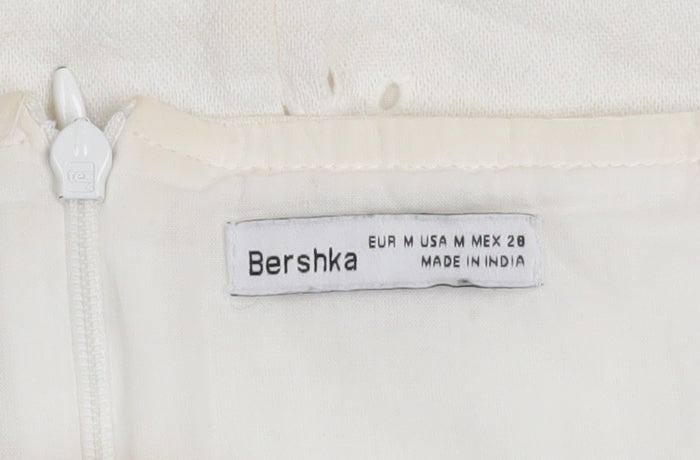 Bershka
EUR M USA M MEX 28
MADE IN INDIA